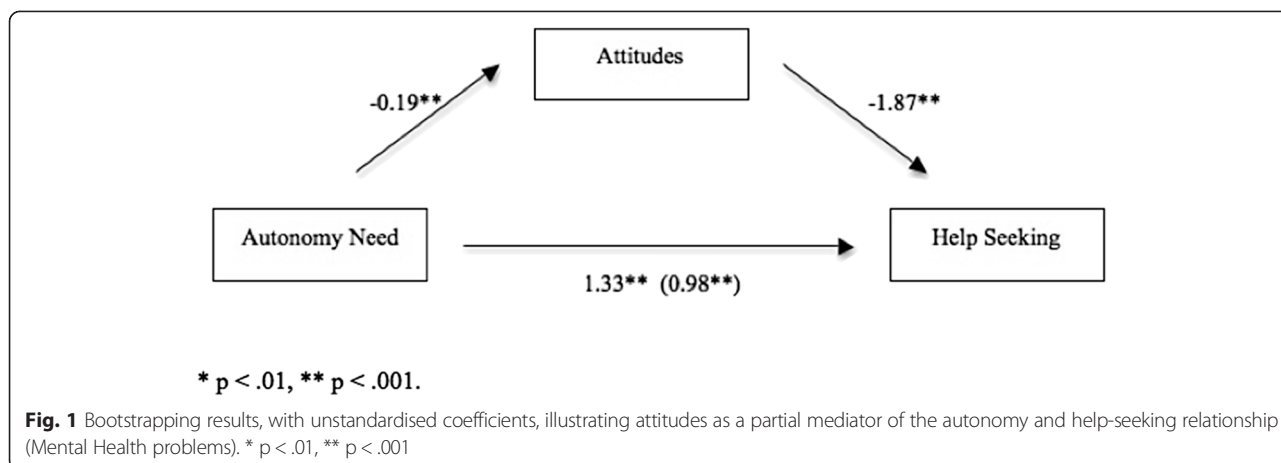 Attitudes
-0.19**
-1.87**
Autonomy Need
Help Seeking
1.33** (0.98**)
* p < .01, ** p < .001.
Fig. 1 Bootstrapping results, with unstandardised coefficients, illustrating attitudes as a partial mediator of the autonomy and help-seeking relationship
(Mental Health problems). * p < .01, ** p < .001